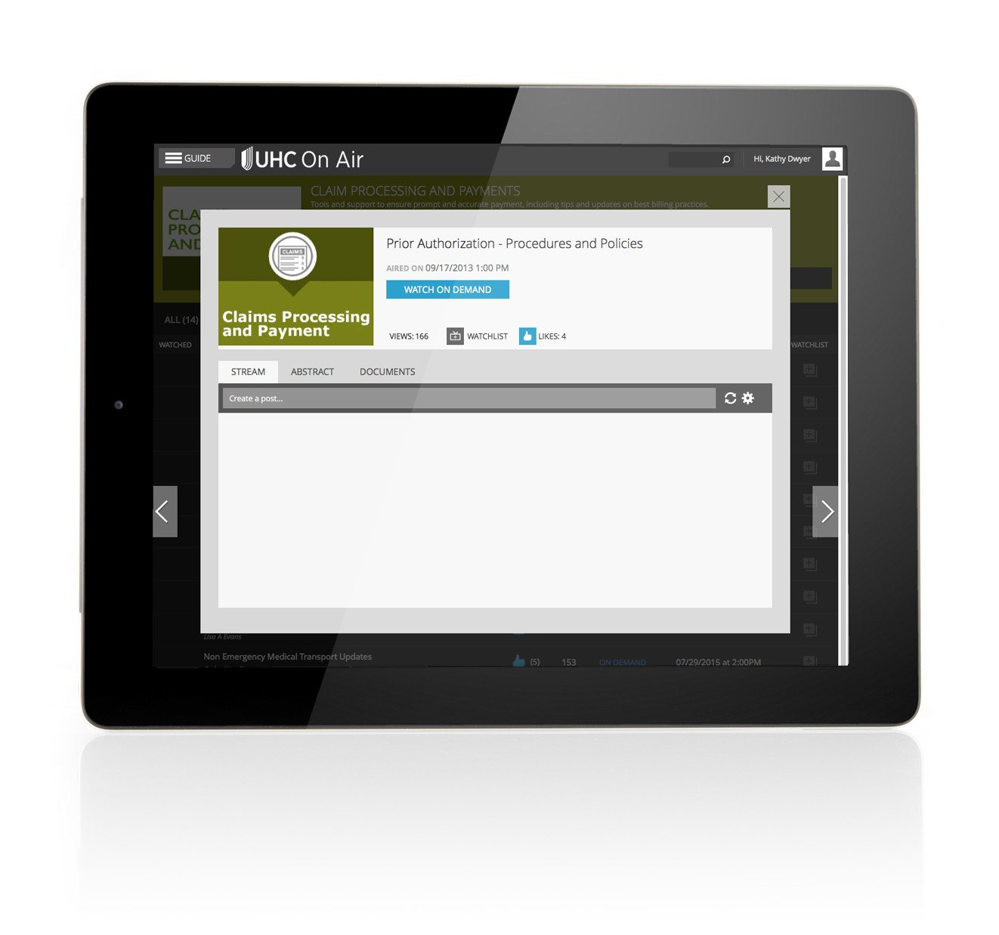 GUIDE
UHC On Air
Hi, Kathy Dwyer
CLAIM PROCESSING AND PAYMENTS
Tools and support to ensure prompt and accurate payment, including tips and updates on best billing practices.
CLA
PRO
AND
CLAIMS
Claims Processing
and Payment
Prior Authorization - Procedures and Policies
AIRED ON 09/17/2013 1:00 PM
WATCH ON DEMAND
VIEWS: 166 WATCHLIST LIKES: 4
ALL (14)
WATCHED
WATCHLIST
STREAM ABSTRACT DOCUMENTS
Create a post...
Lisa A Evans
Non Emergency Medical Transport Updates (5) 153 ON DEMAND 07/29/2015 at 2:00PM